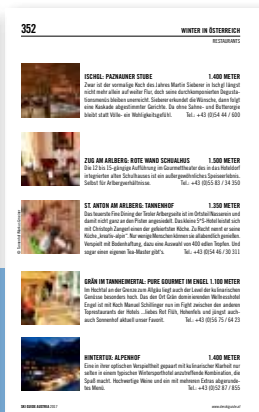 352
WINTER IN ÖSTERREICH
RESTAURANTS
ISCHGL: PAZNAUNER STUBE 1.400 METER
Zwar ist der vormalige Koch des Jahres Martin Sieberer in Ischgl längst
nicht mehr allein auf weiter Flur, doch seine durchkomponierten Degusta-
tionsmenüs bleiben unerreicht. Sieberer erkundet die Wünsche, dann folgt
eine Kaskade abgestimmter Gerichte. Da ohne Sahne- und Butterorgie
bleibt statt Völle- ein Wohligkeitsgefühl. Tel.: +43 (0)54 44 / 600
ZUG AM ARLBERG: ROTE WAND SCHUALHUS 1.500 METER
Die 12 bis 15-gängige Aufführung im Gourmettheater des in das Hoteldorf
integrierten alten Schulhauses ist ein außergewöhnliches Speiseerlebnis.
Selbst für Arlbergverhältnisse. Tel.: +43 (0)55 83 / 34 350
ST. ANTON AM ARLBERG: TANNENHOF 1.350 METER
Das teuerste Fine Dining der Tiroler Arlbergseite ist im Ortsteil Nasserein und
damit nicht ganz an den Pisten angesiedelt. Das kleine 5*S-Hotel leistet sich
mit Christoph Zangerl einen der gefeiertsten Köche. Zu Recht nennt er seine
Küche „kreativ-alpin“. Nur wenige Menschen können sie allabendlich genießen.
Verspielt mit Bodenhaftung, dazu eine Auswahl von 400 edlen Tropfen. Und
sogar einen eigenen Tea-Master gibt's. Tel.: +43 (0)54 46 / 30 311
GRÄN IM TANNHEIMERTAL: PURE GOURMET IM ENGEL 1.100 METER
Im Hochtal an der Grenze zum Allgäu liegt auch der Level der kulinarischen
Genüsse besonders hoch. Das den Ort Grän dominierenden Wellnesshotel
Engel ist mit Koch Manuel Schillinger nun im Fight zwischen den anderen
Toprestaurants der Hotels ...liebes Rot Flüh, Hohenfels und jüngst auch-
auch Sonnenhof aktuell unser Favorit. Tel.: +43 (0)56 75 / 64 23
HINTERTUX: ALPENHOF 1.400 METER
Eine in ihrer optischen Verspieltheit gepaart mit kulinarischer Klarheit nur
selten in einem typischen Wintersporthotel anzutreffende Kombination, die
Spaß macht. Hochwertige Weine und ein mit mehreren Extras abgerunde-
tes Menü. Tel.: +43 (0)52 87 / 855
SKI GUIDE AUSTRIA 2017
www.skiguide.at